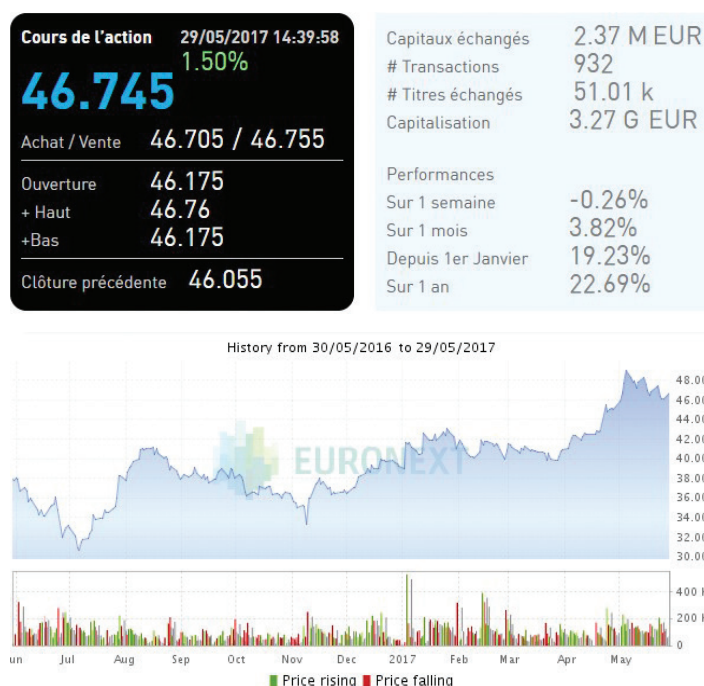 Cours de l'action 29/05/2017 14:39:58
1.50%
46.745
Achat / Vente 46.705 / 46.755
Ouverture 46.175
+ Haut 46.76
+Bas 46.175
Clôture précédente 46.055
Capitaux échangés 2.37 M EUR
# Transactions 932
# Titres échangés 51.01 k
Capitalisation 3.27 G EUR
Performances
Sur 1 semaine -0.26%
Sur 1 mois 3.82%
Depuis 1er Janvier 19.23%
Sur 1 an 22.69%
History from 30/05/2016 to 29/05/2017
EURONEXT
48.00
46.00
44.00
42.00
40.00
38.00
36.00
34.00
32.00
30.00
400 K
200 K
0
un Jul Aug Sep Oct Nov Dec 2017 Feb Mar Apr May
Price rising Price falling